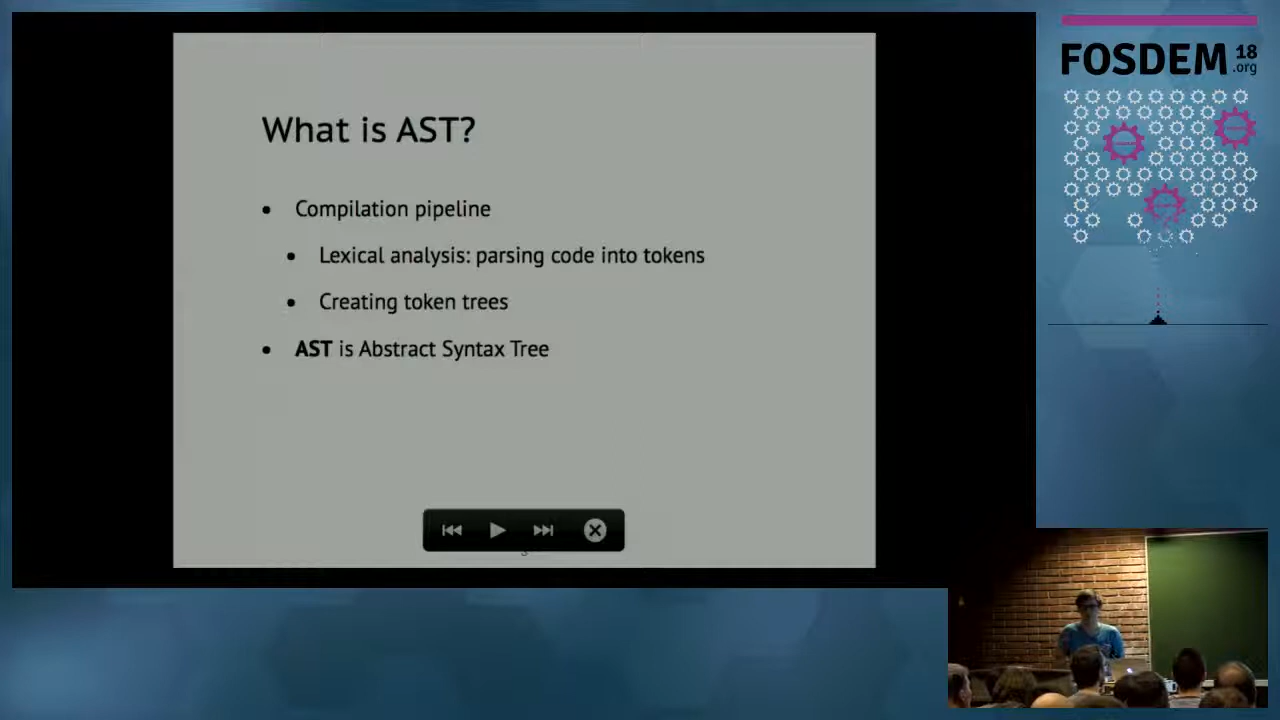 What is AST?
• Compilation pipeline
• Lexical analysis: parsing code into tokens
• Creating token trees
• AST is Abstract Syntax Tree
FOSDEM 18
.org